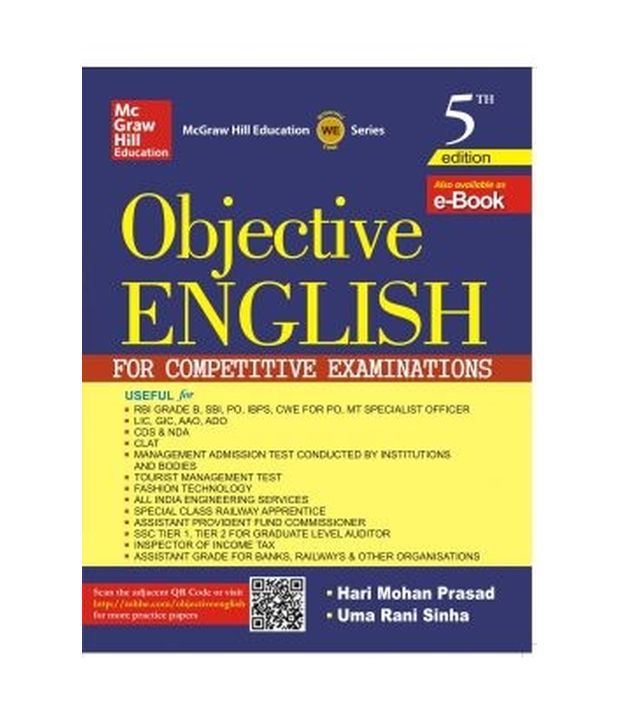 Mc
Graw
Hill
Education
McGraw Hill Education WE Series
5TH
edition
Also available as
e-Book
Objective
ENGLISH
FOR COMPETITIVE EXAMINATIONS
USEFUL for
▪ RBI GRADE B, SBI, PO, IBPS, CWE FOR PO, MT SPECIALIST OFFICER
▪ LIC, GIC, AAO, ADO
▪ CDS & NDA
▪ CLAT
▪ MANAGEMENT ADMISSION TEST CONDUCTED BY INSTITUTIONS
AND BODIES
▪ TOURIST MANAGEMENT TEST
▪ FASHION TECHNOLOGY
▪ ALL INDIA ENGINEERING SERVICES
▪ SPECIAL CLASS RAILWAY APPRENTICE
▪ ASSISTANT PROVIDENT FUND COMMISSIONER
▪ SSC TIER 1, TIER 2 FOR GRADUATE LEVEL AUDITOR
▪ INSPECTOR OF INCOME TAX
▪ ASSISTANT GRADE FOR BANKS, RAILWAYS & OTHER ORGANISATIONS
Scan the adjacent QR Code or visit
http://mhhe.com/objectiveenglish
for more practice papers
▪ Hari Mohan Prasad
▪ Uma Rani Sinha